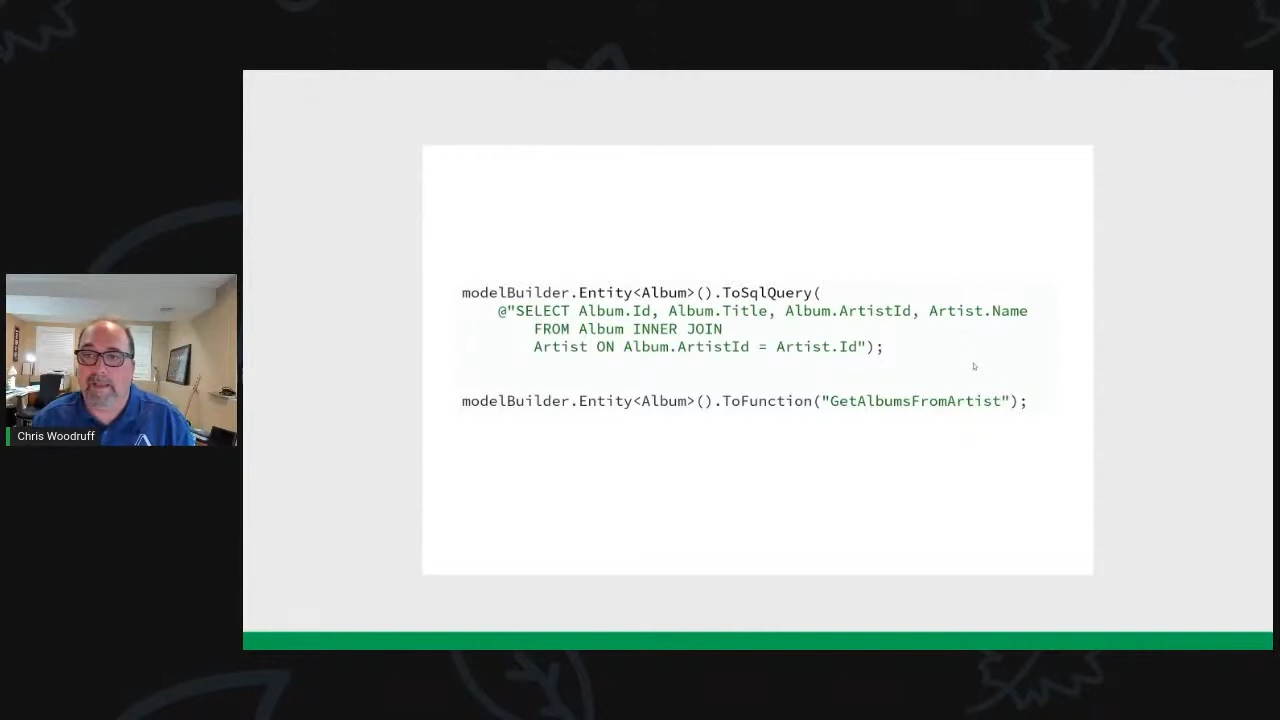 modelBuilder.Entity<Album>().ToSqlQuery(
@"SELECT Album.Id, Album.Title, Album.ArtistId, Artist.Name
FROM Album INNER JOIN
Artist ON Album.ArtistId = Artist.Id");
modelBuilder.Entity<Album>().ToFunction("GetAlbumsFromArtist");
Chris Woodruff